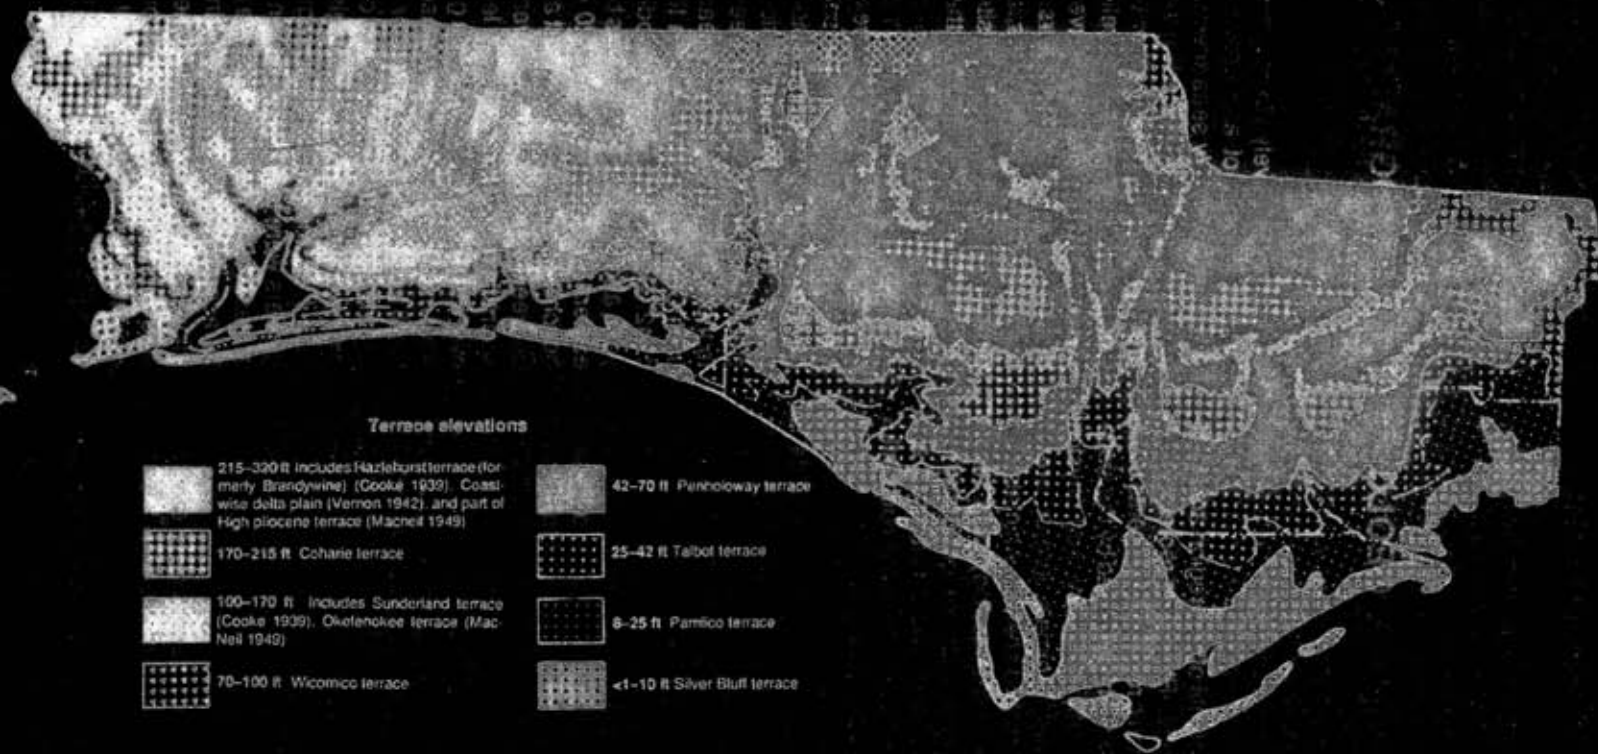 Terrace elevations
215–320 ft Includes Hazlehurst terrace (for-
merly Brandywine) (Cooke 1939), Coast-
wise delta plain (Vernon 1942), and part of
High pliocene terrace (Macneil 1949)
170–215 ft Coharie terrace
100–170 ft Includes Sunderland terrace
(Cooke 1939), Okefenokee terrace (Mac-
Neil 1949)
70–100 ft Wicomico terrace
42–70 ft Penholoway terrace
25–42 ft Talbot terrace
8–25 ft Pamlico terrace
<1–10 ft Silver Bluff terrace